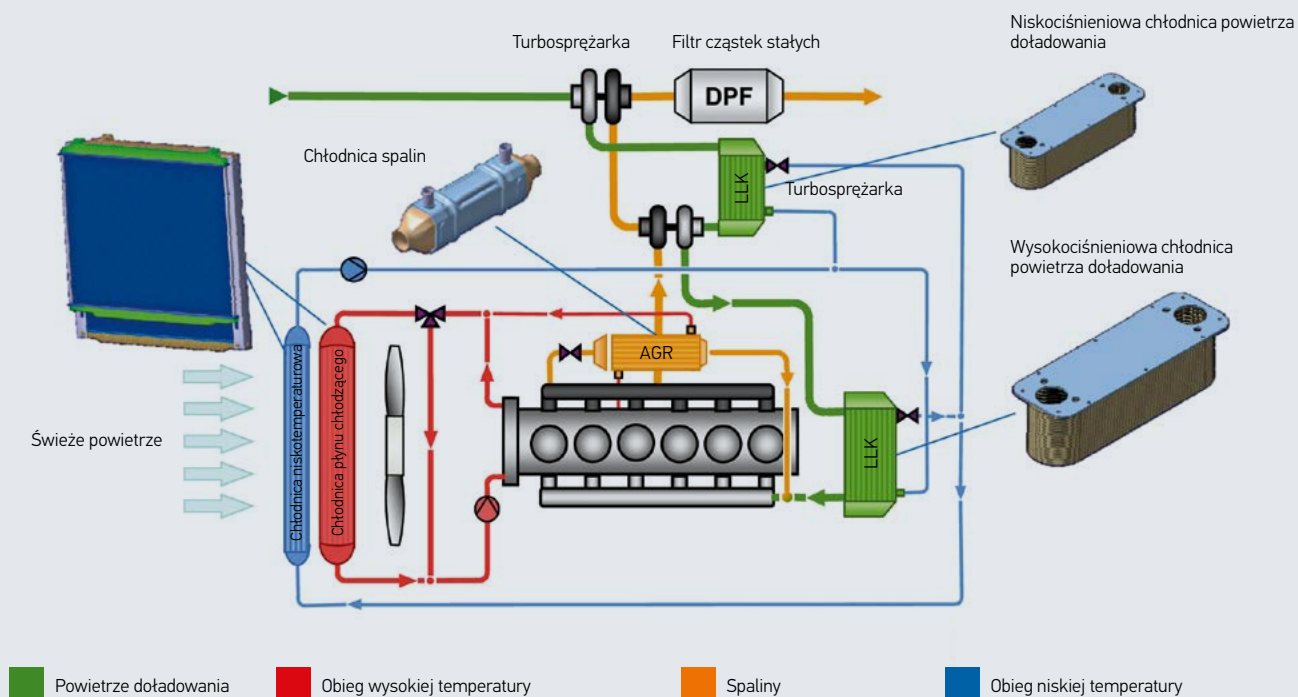 Niskociśnieniowa chłodnica powietrza
doładowania
Turbosprężarka
Filtr cząstek stałych
DPF
Chłodnica spalin
LLK
Turbosprężarka
Wysokociśnieniowa chłodnica
powietrza doładowania
AGR
Świeże powietrze
Chłodnica niskotemperaturowa
Chłodnica płynu chłodzącego
LLK
Powietrze doładowania
Obieg wysokiej temperatury
Spaliny
Obieg niskiej temperatury